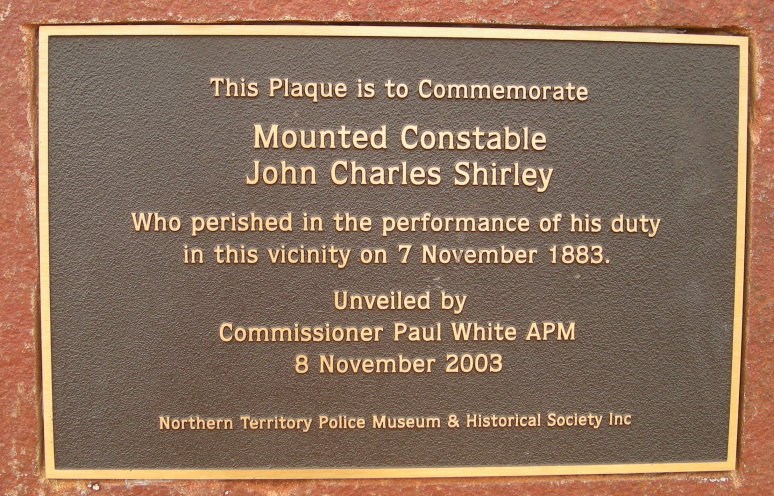 This Plaque is to Commemorate
Mounted Constable
John Charles Shirley
Who perished in the performance of his duty
in this vicinity on 7 November 1883.
Unveiled by
Commissioner Paul White APM
8 November 2003
Northern Territory Police Museum & Historical Society Inc